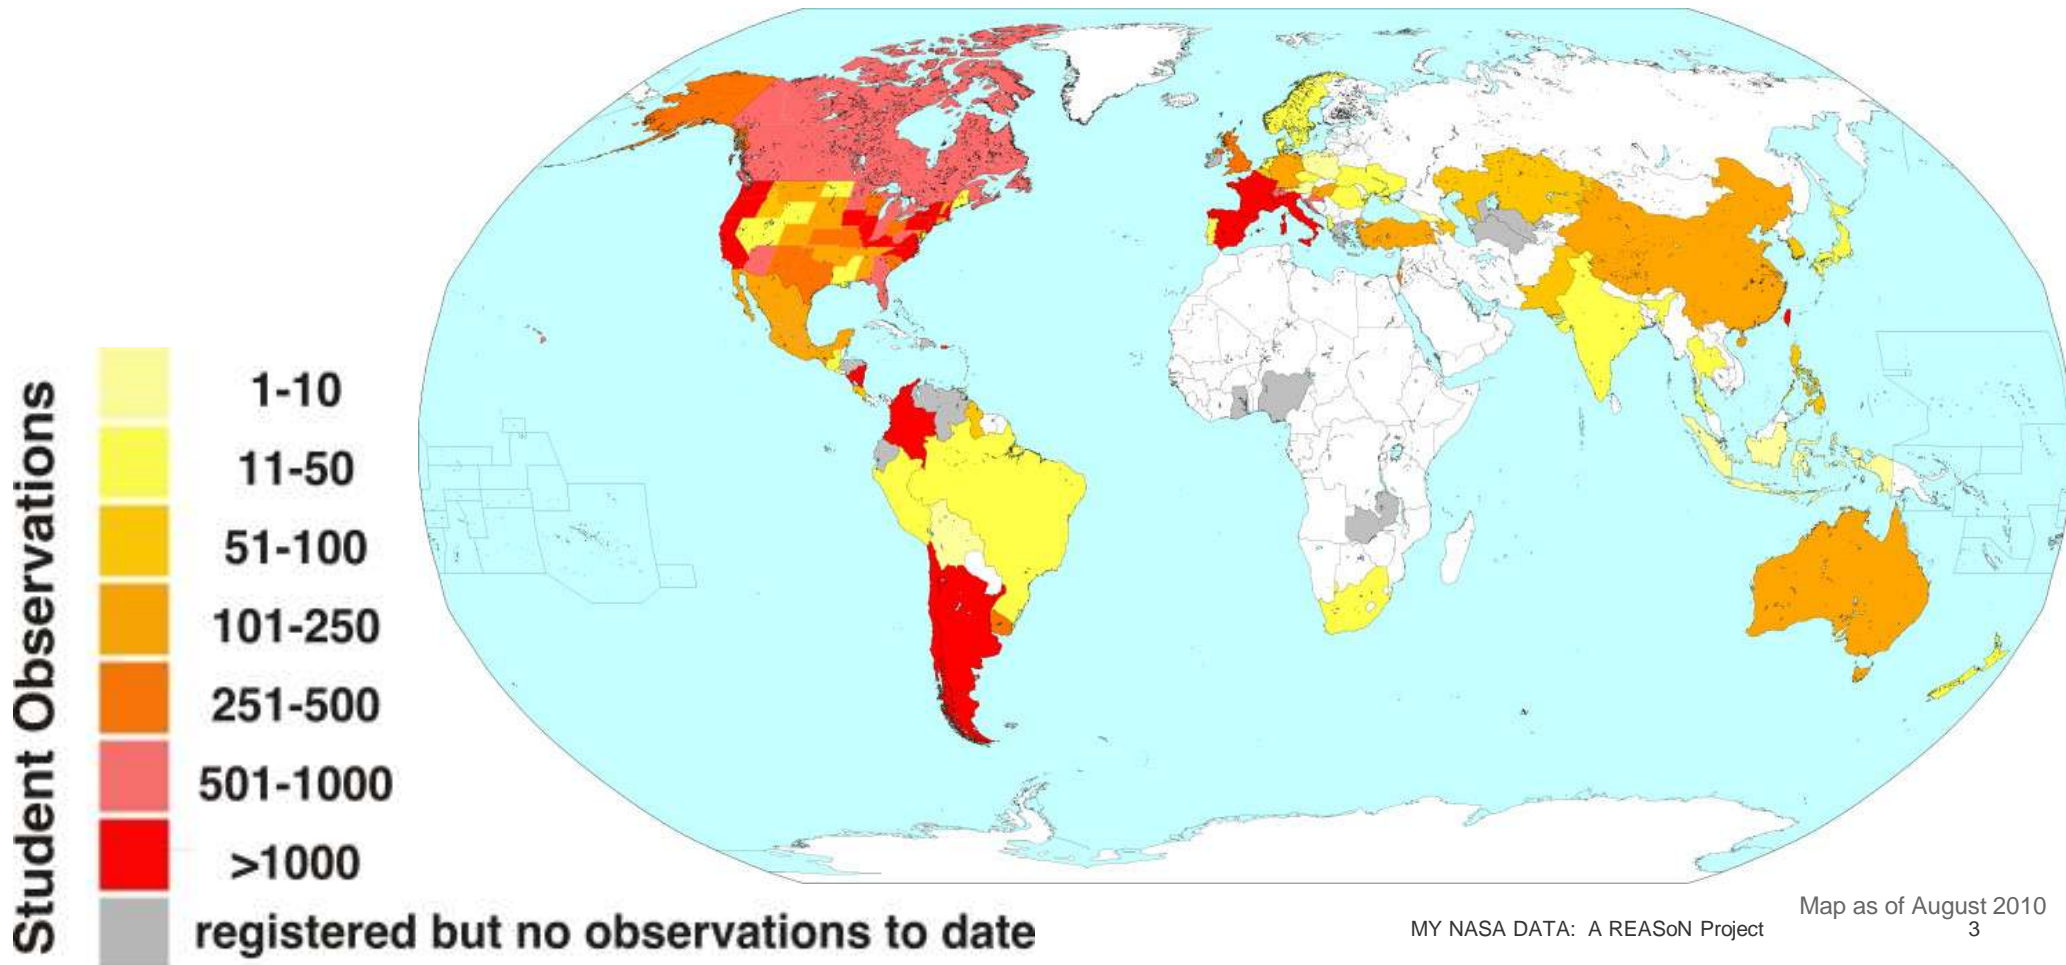 Student Observations
1-10
11-50
51-100
101-250
251-500
501-1000
>1000
registered but no observations to date
Map as of August 2010
MY NASA DATA: A REASoN Project
3